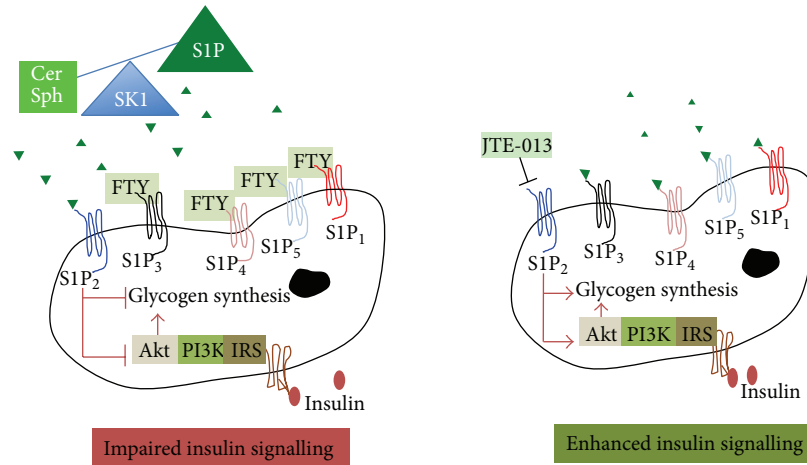 S1P
Cer
Sph
SK1
FTY
FTY
FTY
FTY
S1P1
S1P5
S1P4
S1P3
S1P2
Glycogen synthesis
Akt PI3K IRS
Insulin
Impaired insulin signalling
JTE-013
S1P1
S1P5
S1P4
S1P3
S1P2
Glycogen synthesis
Akt PI3K IRS
Insulin
Enhanced insulin signalling